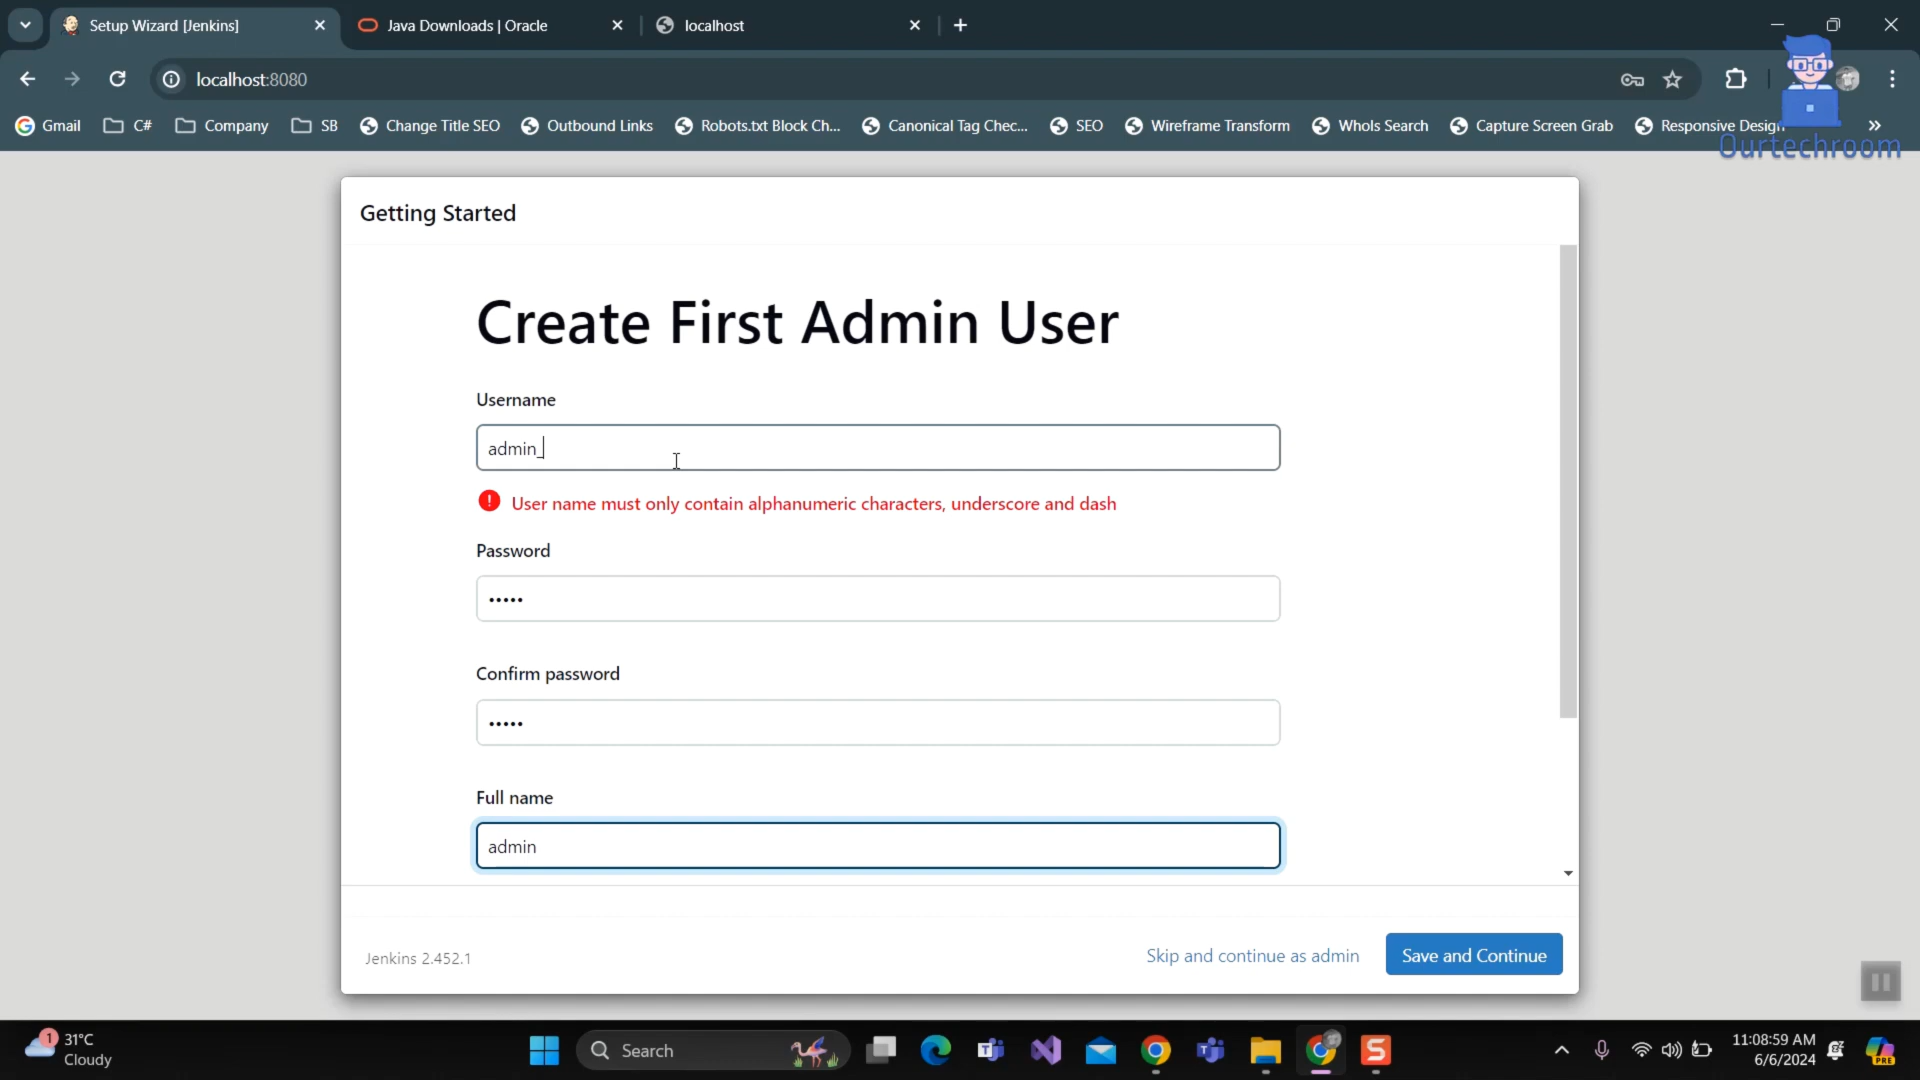 Setup Wizard [Jenkins]
Java Downloads | Oracle
localhost
localhost:8080
Gmail
C#
Company
SB
Change Title SEO
Outbound Links
Robots.txt Block Ch...
Canonical Tag Chec...
SEO
Wireframe Transform
WhoIs Search
Capture Screen Grab
Responsive Design
»
Ourtechroom
Getting Started
Create First Admin User
Username
admin_
User name must only contain alphanumeric characters, underscore and dash
Password
•••••
Confirm password
•••••
Full name
admin
Jenkins 2.452.1
Skip and continue as admin
Save and Continue
1
31°C
Cloudy
Search
11:08:59 AM
6/6/2024
PRE